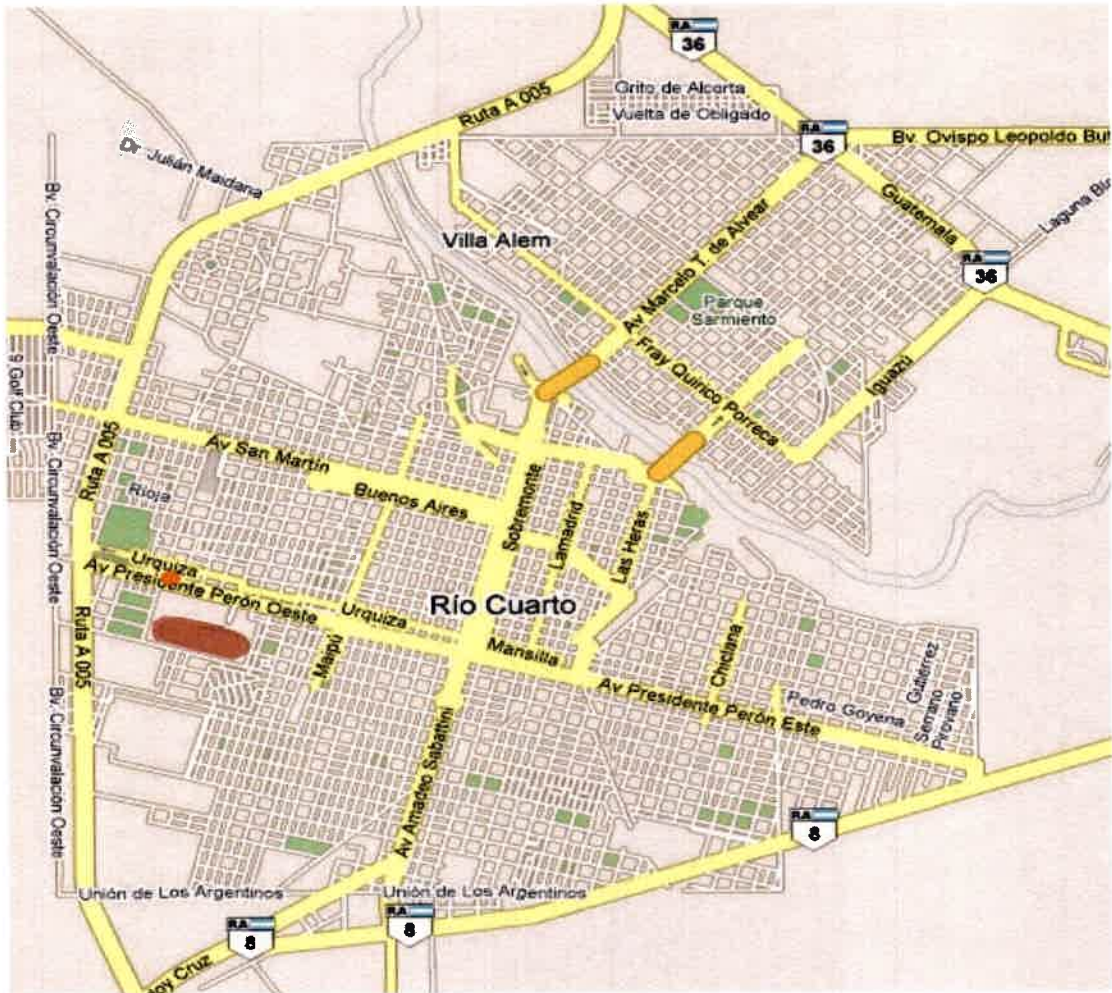 RA
36
Grito de Alcorta
Vuelta de Obligado
Ruta A 005
RA
36
Bv. Ovispo Leopoldo Bu
Dr Julián Maidana
Guatemala
Laguna Bl
Bv. Circunvalación Oeste
Villa Alem
Av Marcelo T. de Alvear
RA
36
Parque
Sarmiento
Fray Quirico Porreca
Iguazú
9 Golf Club
Ruta A 005
Bv. Circunvalación Oeste
Av San Martín
Rioja
Buenos Aires
Sobremonte
Lamadrid
Las Heras
Urquiza
Av Presidente Perón Oeste
Urquiza
Río Cuarto
Mansilla
Maipú
Chiclana
Ruta A 005
Bv. Circunvalación Oeste
Av Presidente Perón Este
Pedro Goyena
Gutiérrez
Serrano
Pirovano
Av Amadeo Sabattini
RA
8
Unión de Los Argentinos
Unión de Los Argentinos
RA
8
RA
8
oy Cruz